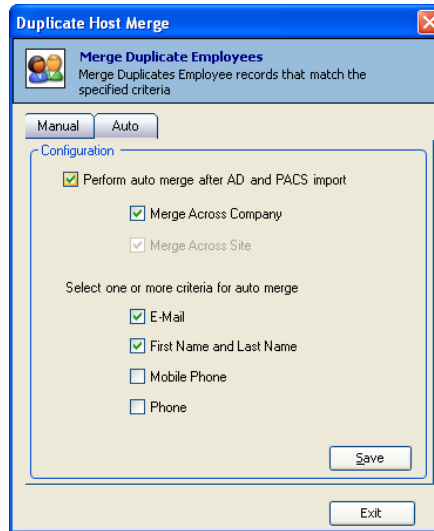 Duplicate Host Merge
Merge Duplicate Employees
Merge Duplicates Employee records that match the
specified criteria
Manual
Auto
Configuration
Perform auto merge after AD and PACS import
Merge Across Company
Merge Across Site
Select one or more criteria for auto merge
E-Mail
First Name and Last Name
Mobile Phone
Phone
Save
Exit